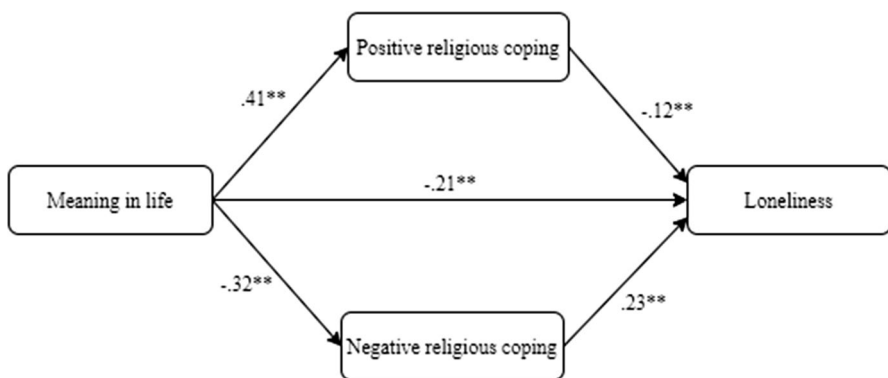 Positive religious coping
.41**
-.12**
Meaning in life
-.21**
Loneliness
-.32**
.23**
Negative religious coping